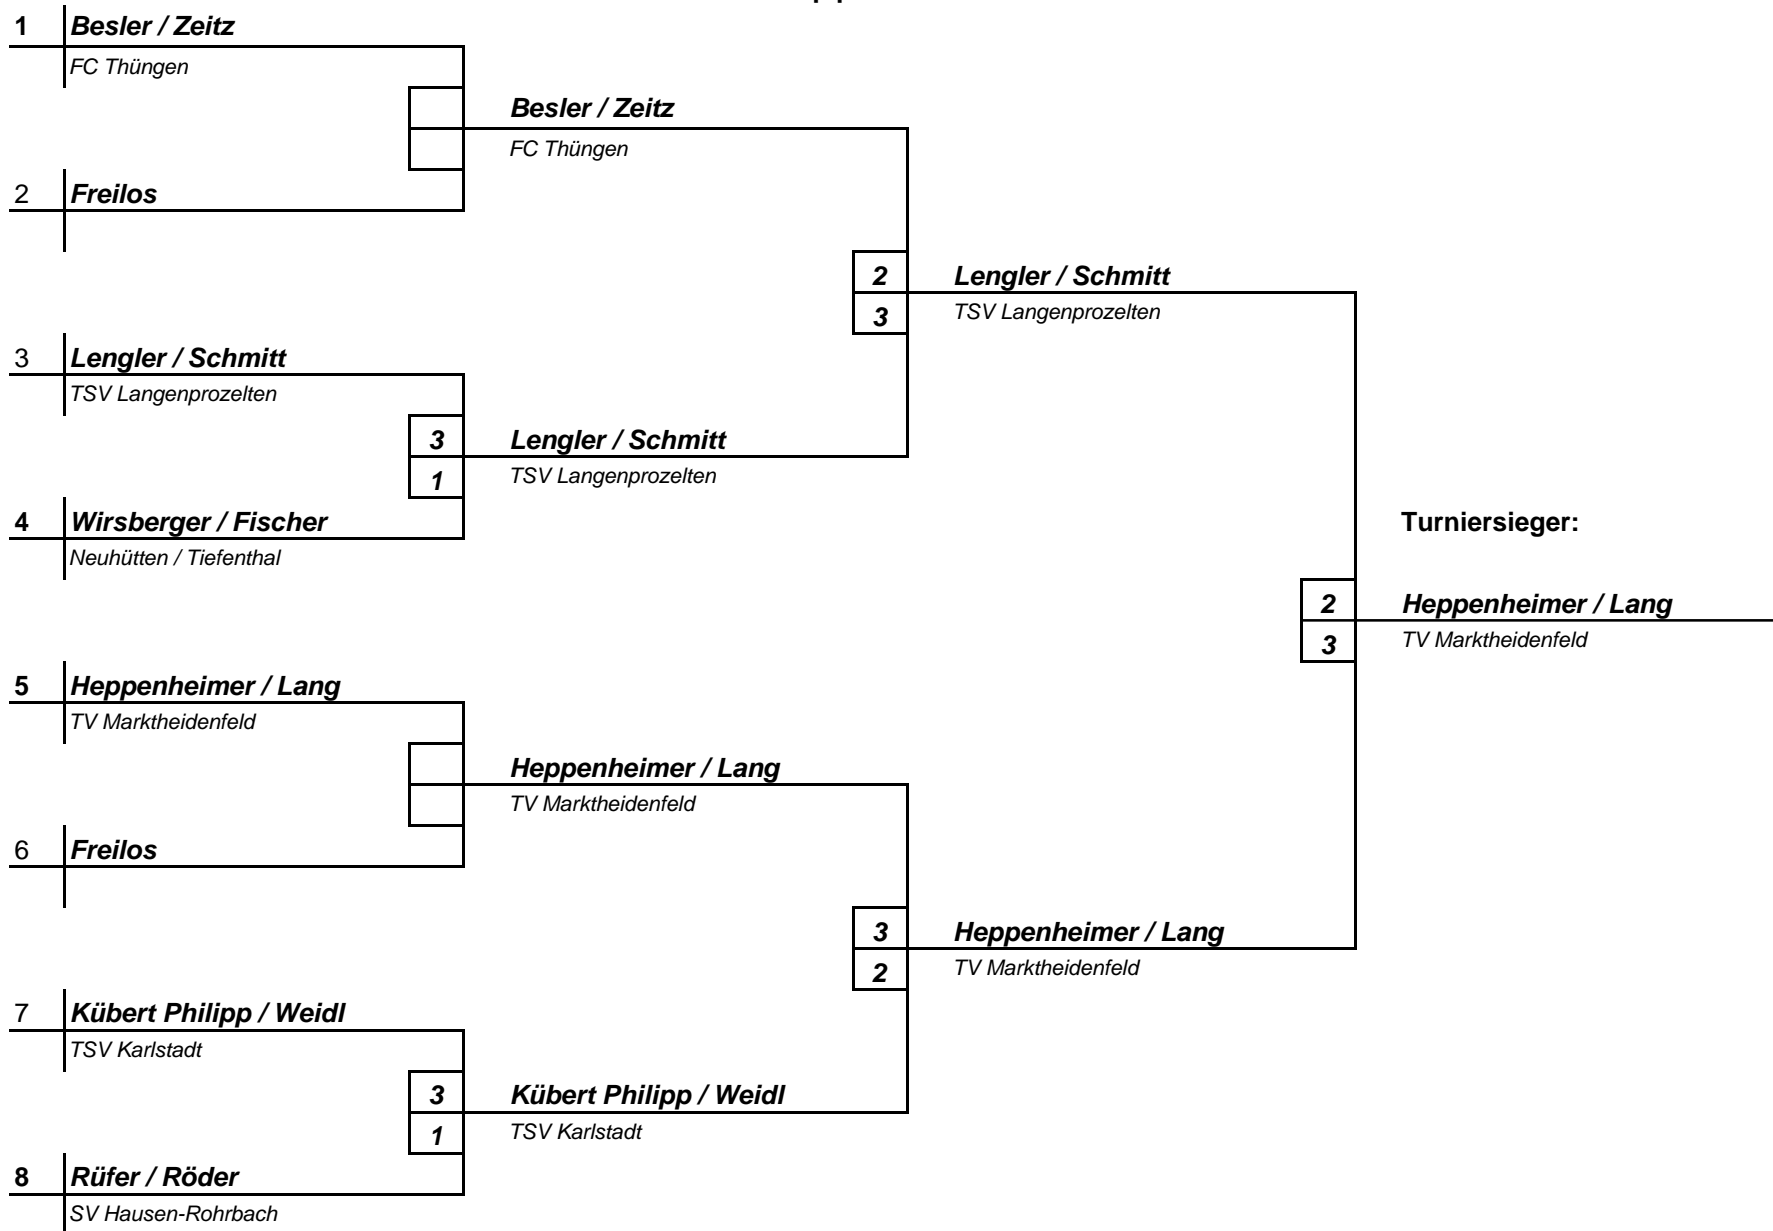 1 Besler / Zeitz
FC Thüngen
Besler / Zeitz
FC Thüngen
2 Freilos
2 Lengler / Schmitt
3 TSV Langenprozelten
3 Lengler / Schmitt
TSV Langenprozelten
3 Lengler / Schmitt
1 TSV Langenprozelten
4 Wirsberger / Fischer
Neuhütten / Tiefenthal
Turniersieger:
2 Heppenheimer / Lang
3 TV Marktheidenfeld
5 Heppenheimer / Lang
TV Marktheidenfeld
Heppenheimer / Lang
TV Marktheidenfeld
6 Freilos
3 Heppenheimer / Lang
2 TV Marktheidenfeld
7 Kübert Philipp / Weidl
TSV Karlstadt
3 Kübert Philipp / Weidl
1 TSV Karlstadt
8 Rüfer / Röder
SV Hausen-Rohrbach